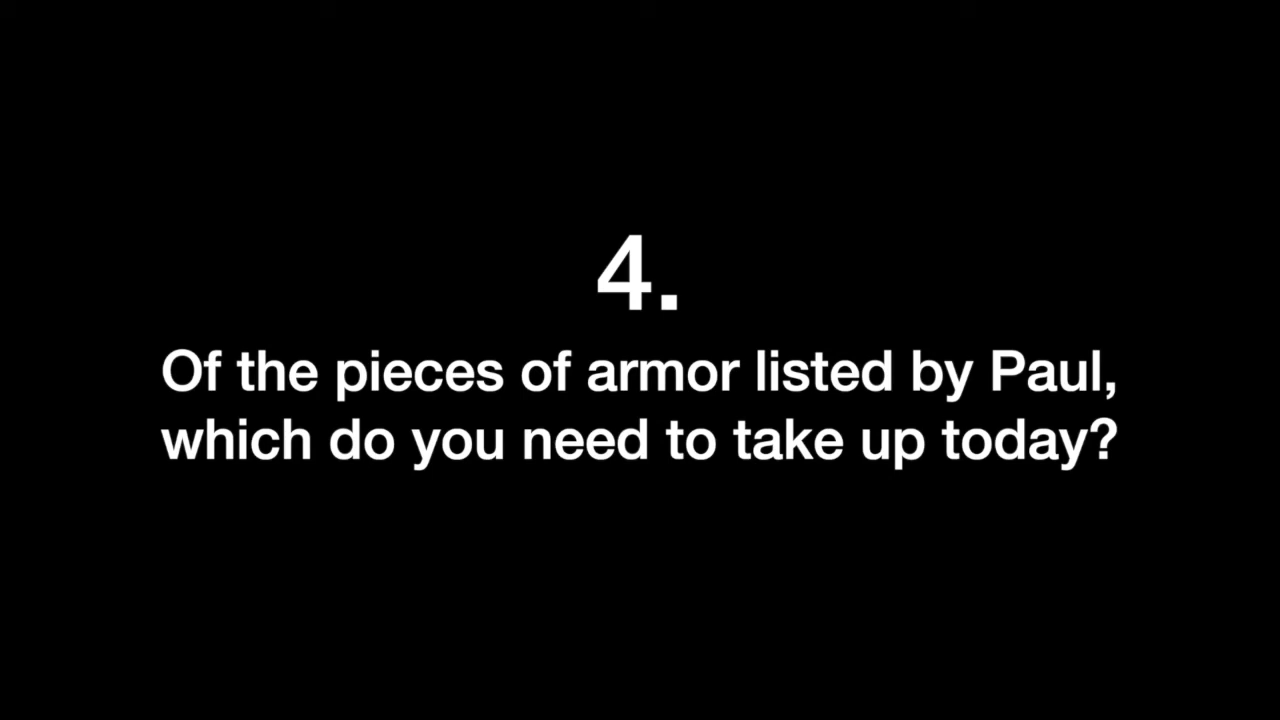 4.
Of the pieces of armor listed by Paul,
which do you need to take up today?